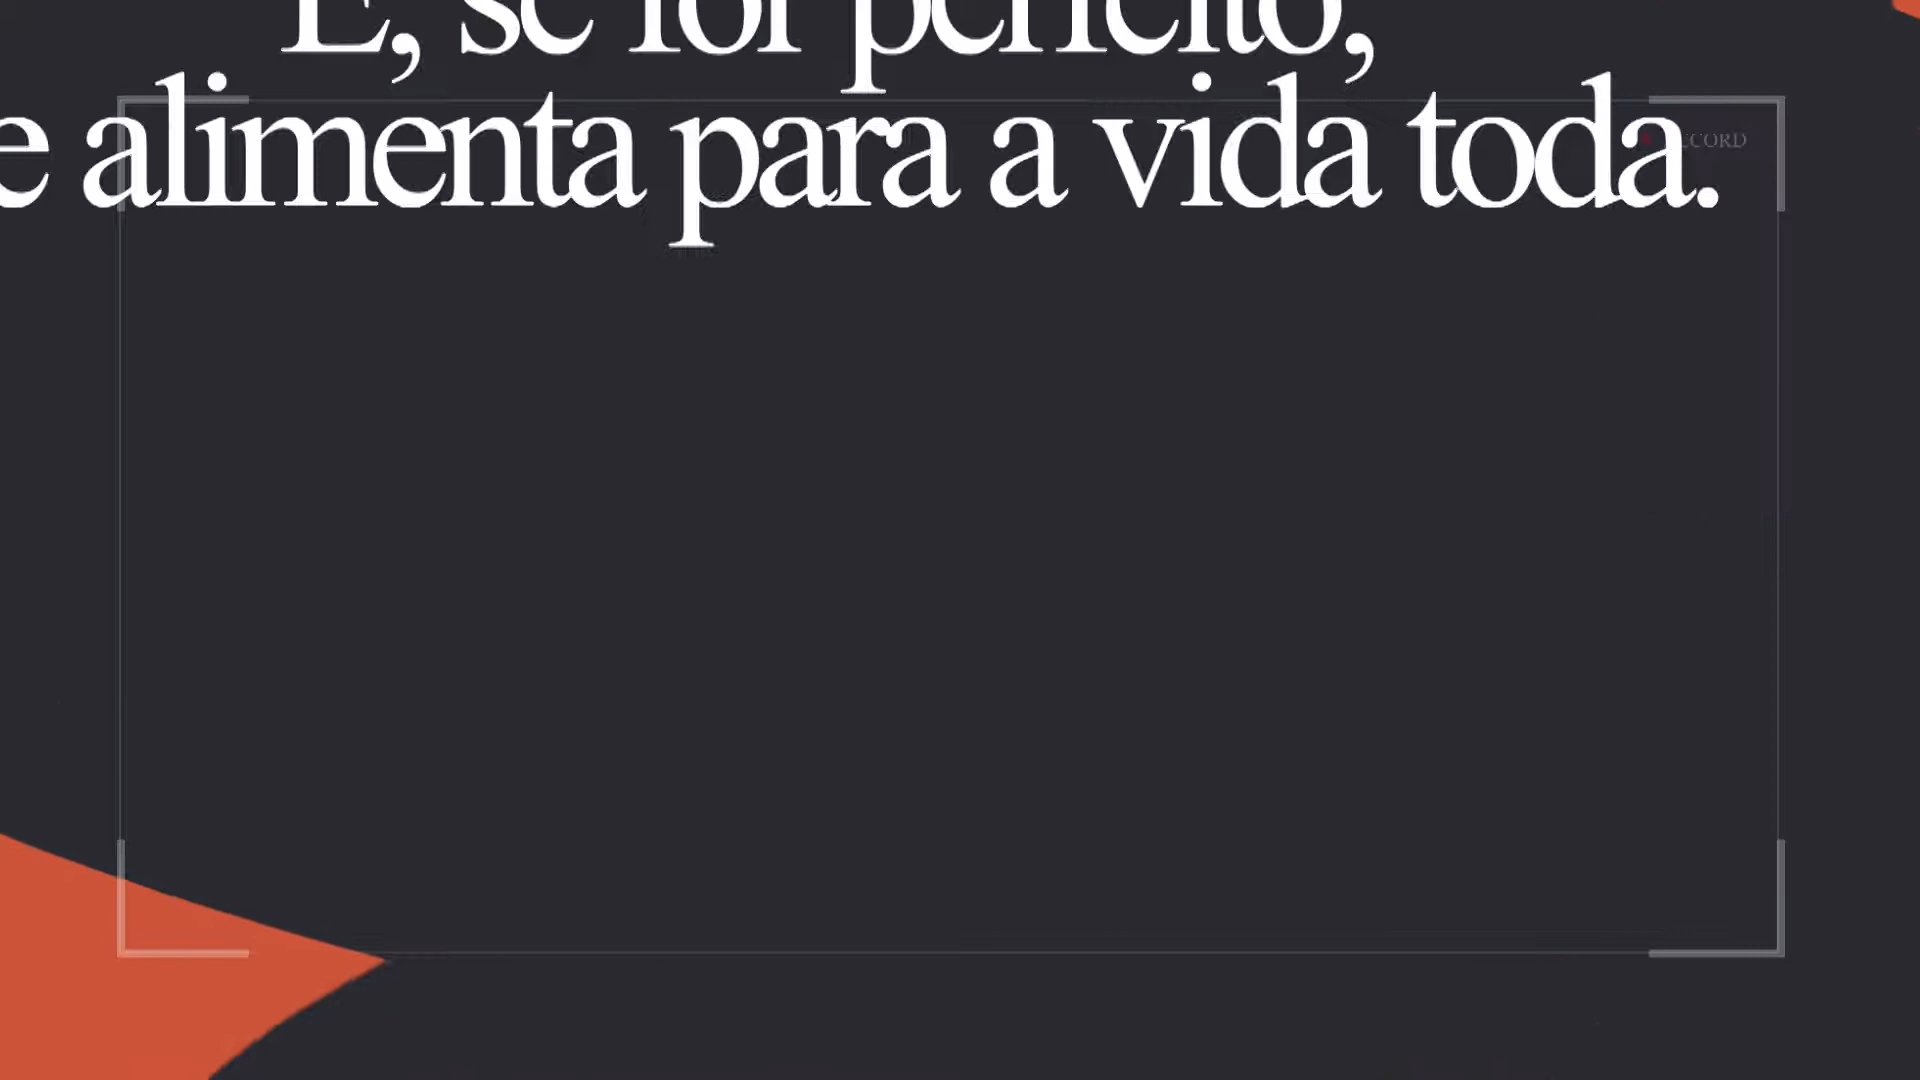 E, se for perfeito,
e alimenta para a vida toda.